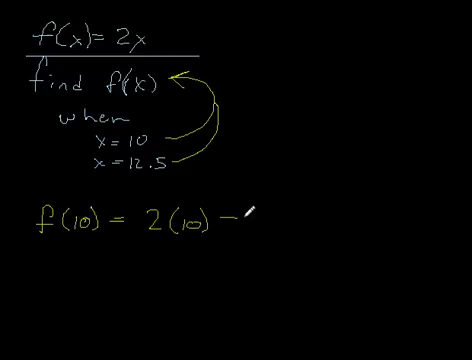 f(x) = 2x
find f(x)
when
x = 10
x = 12.5
f(10) = 2(10) –